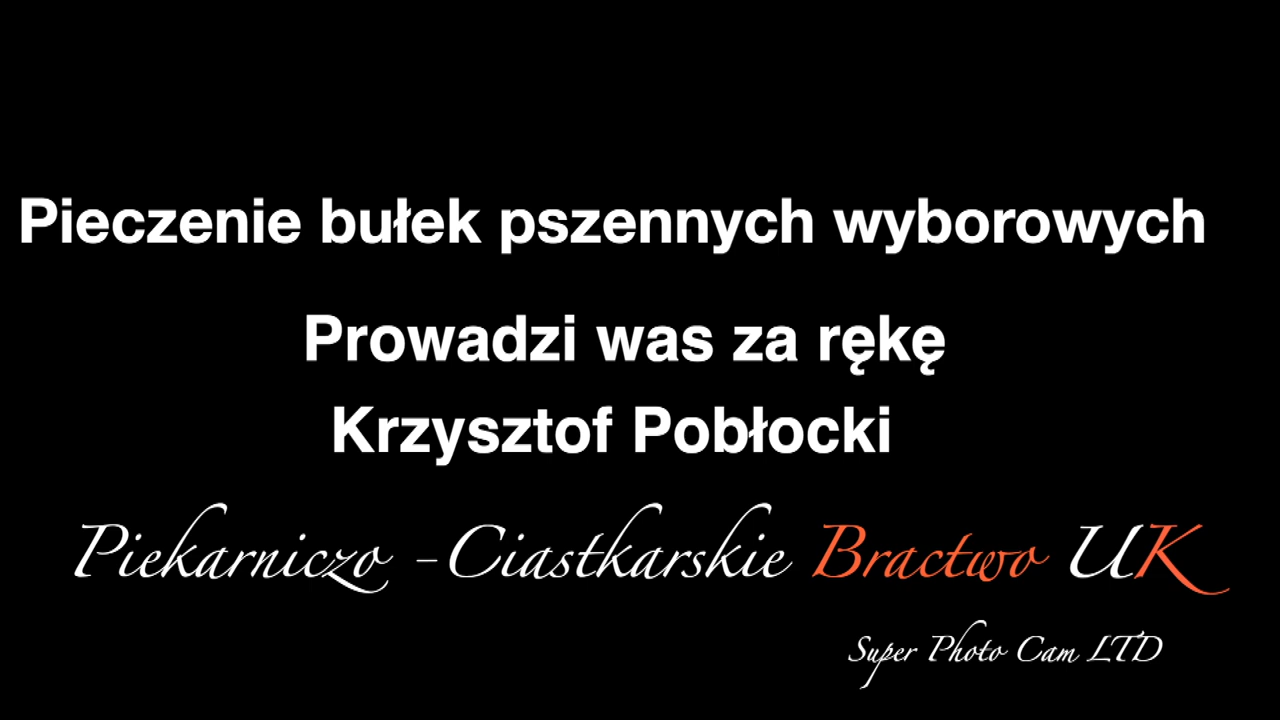 Pieczenie bułek pszennych wyborowych
Prowadzi was za rękę
Krzysztof Pobłocki
Piekarniczo -Ciastkarskie Bractwo UK
Super Photo Cam LTD